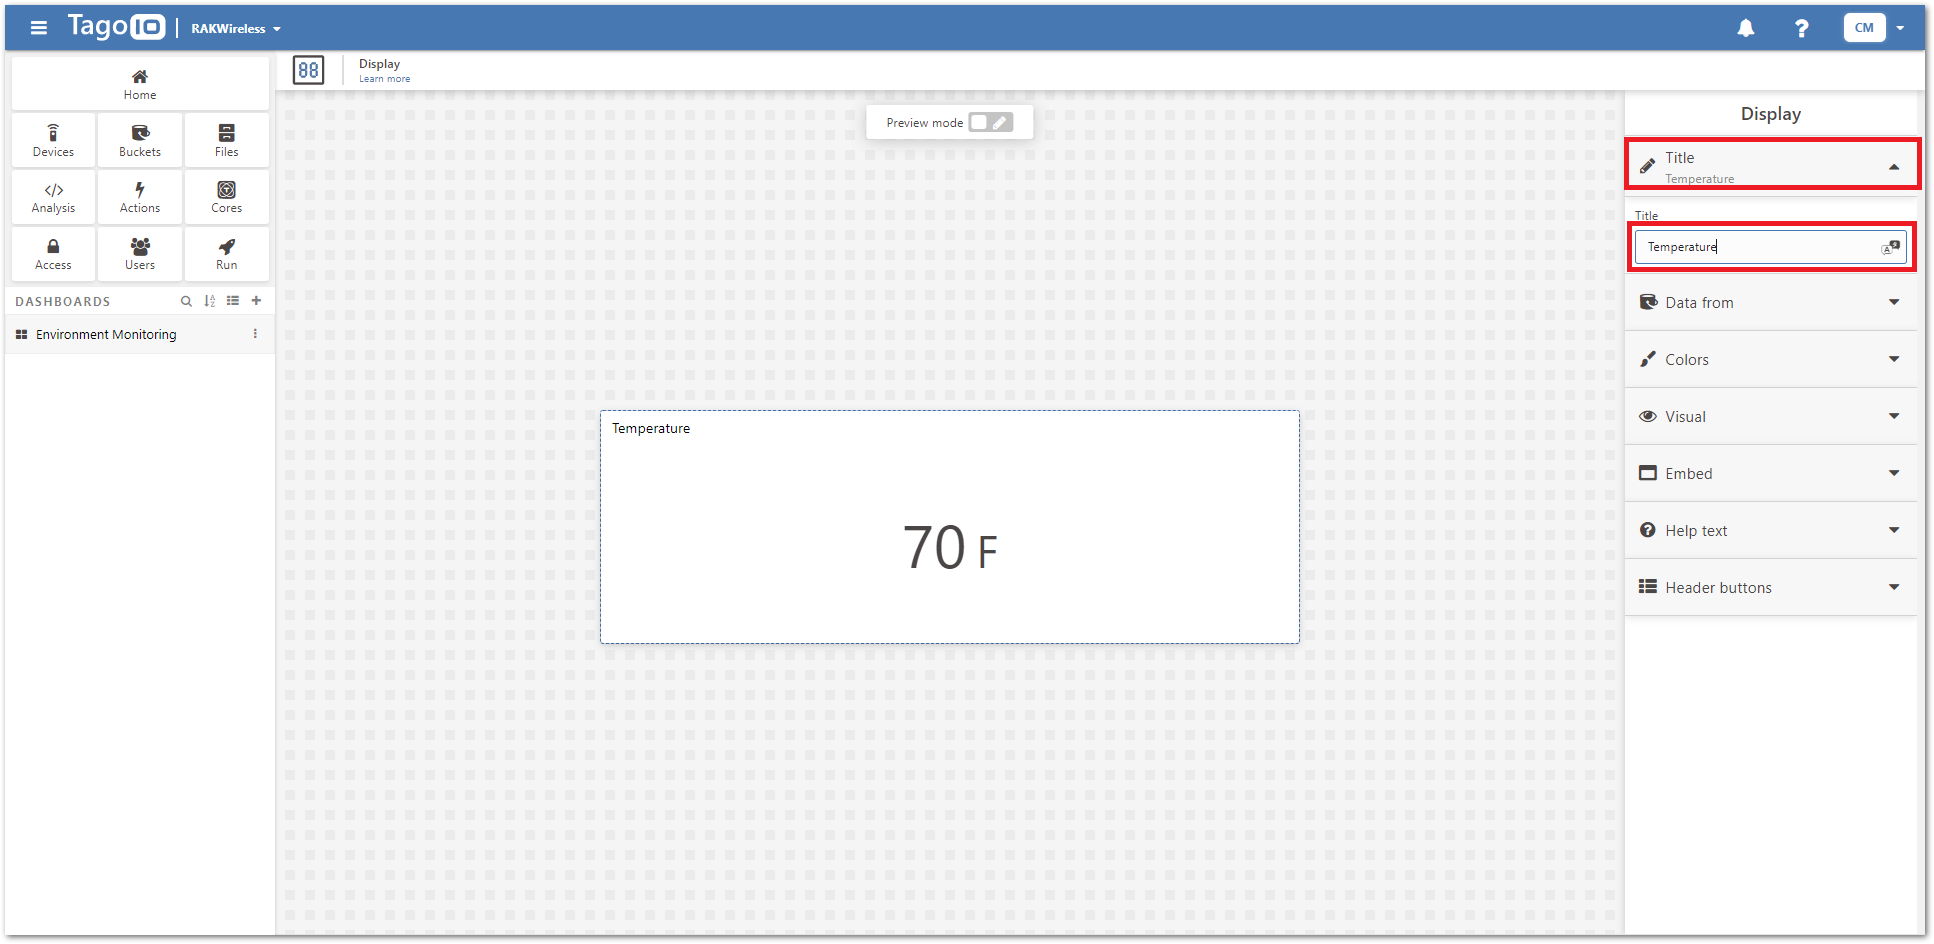 TagoIO
RAKWireless
?
CM
Home
Devices Buckets Files
Analysis Actions Cores
Access Users Run
DASHBOARDS
Environment Monitoring
88
Display
Learn more
Preview mode
Temperature
70 F
Display
Title
Temperature
Title
Temperature
Data from
Colors
Visual
Embed
Help text
Header buttons